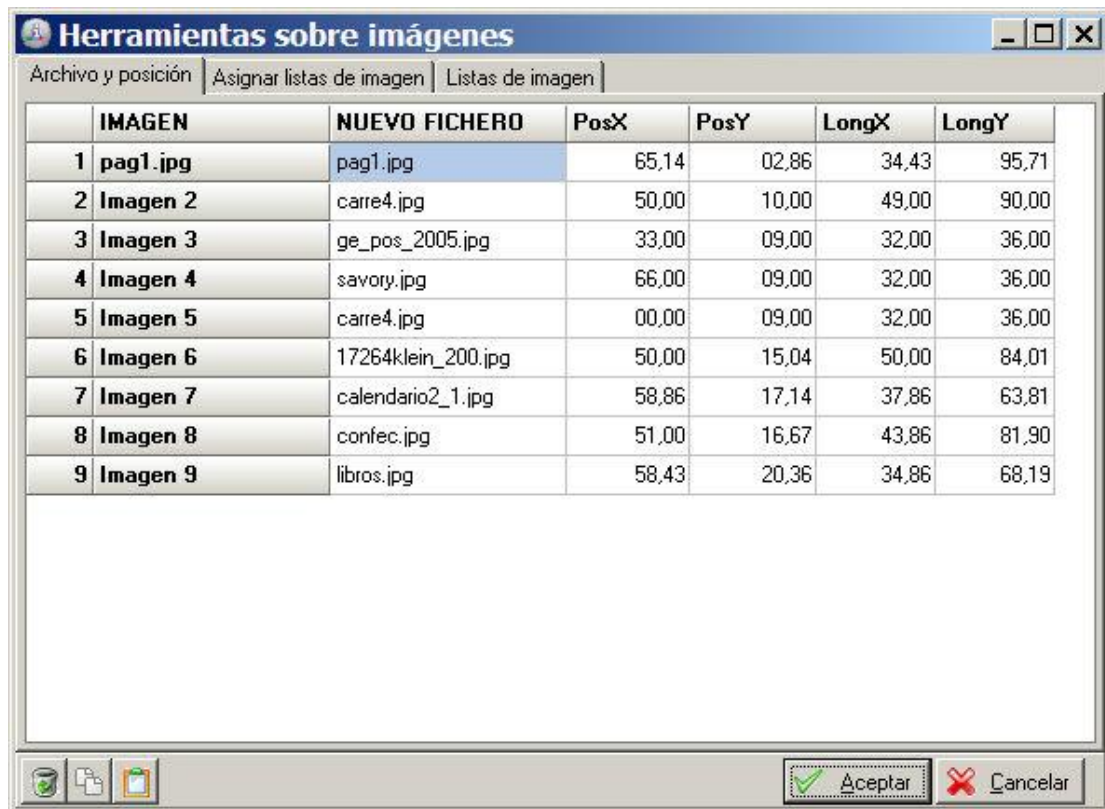 Herramientas sobre imágenes
Archivo y posición Asignar listas de imagen Listas de imagen
IMAGEN NUEVO FICHERO PosX PosY LongX LongY
1 pag1.jpg pag1.jpg 65,14 02,86 34,43 95,71
2 Imagen 2 carre4.jpg 50,00 10,00 49,00 90,00
3 Imagen 3 ge_pos_2005.jpg 33,00 09,00 32,00 36,00
4 Imagen 4 savory.jpg 66,00 09,00 32,00 36,00
5 Imagen 5 carre4.jpg 00,00 09,00 32,00 36,00
6 Imagen 6 17264klein_200.jpg 50,00 15,04 50,00 84,01
7 Imagen 7 calendario2_1.jpg 58,86 17,14 37,86 63,81
8 Imagen 8 confec.jpg 51,00 16,67 43,86 81,90
9 Imagen 9 libros.jpg 58,43 20,36 34,86 68,19
Aceptar Cancelar